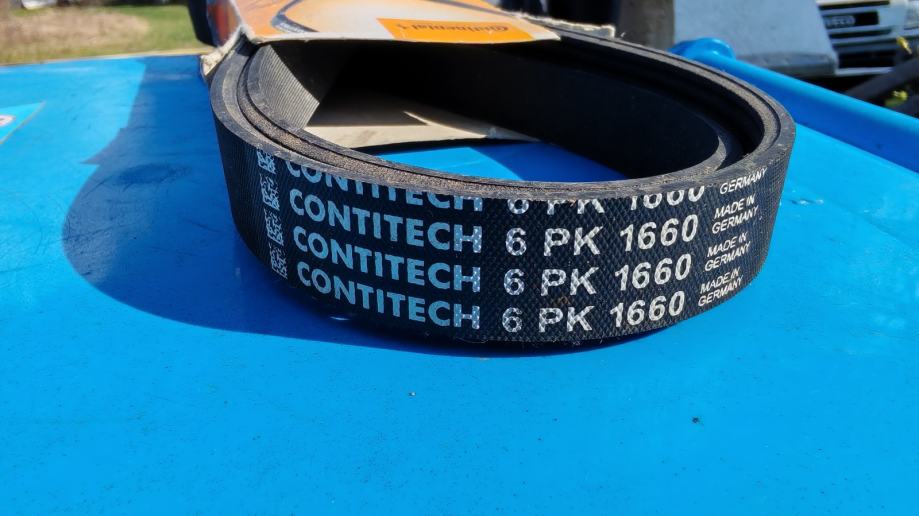 Continental
CONTITECH 6 PK 1660 GERMANY
CONTITECH 6 PK 1660 MADE IN GERMANY
CONTITECH 6 PK 1660 MADE IN GERMANY
CONTITECH 6 PK 1660 MADE IN GERMANY